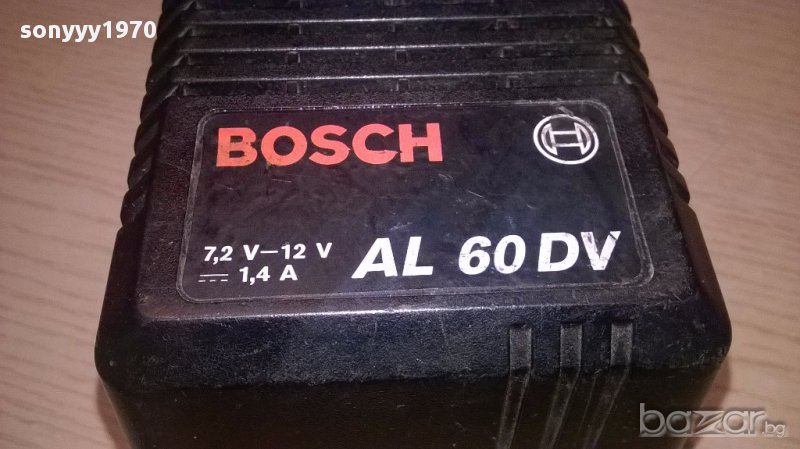 sonyyy1970
BOSCH
7,2 V—12 V
⎓ 1,4 A
AL 60 DV
bazar.bg